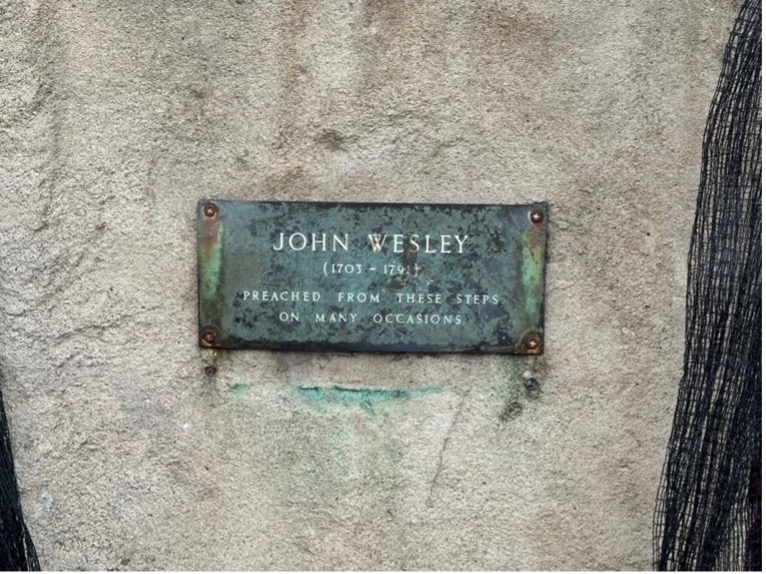 JOHN WESLEY
(1703 - 1791)
PREACHED FROM THESE STEPS
ON MANY OCCASIONS